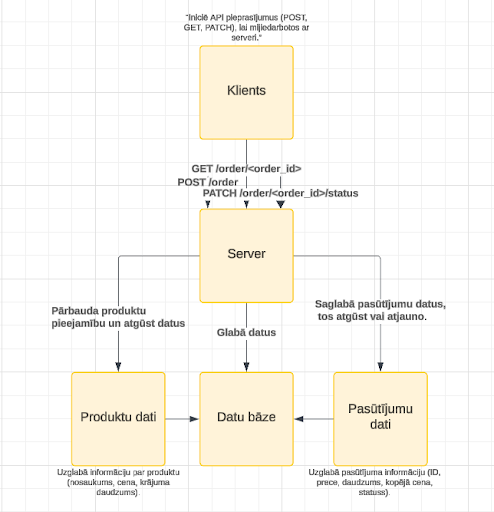 "Iniciē API pieprasījumus (POST,
GET, PATCH), lai mijiedarbotos ar
serveri."
Klients
GET /order/<order_id>
POST /order
PATCH /order/<order_id>/status
Server
Pārbauda produktu
pieejamību un atgūst datus
Glabā datus
Saglabā pasūtījumu datus,
tos atgūst vai atjauno.
Produktu dati
Datu bāze
Pasūtījumu
dati
Uzglabā informāciju par produktu
(nosaukums, cena, krājuma
daudzums).
Uzglabā pasūtījuma informāciju (ID,
prece, daudzums, kopējā cena,
statuss).